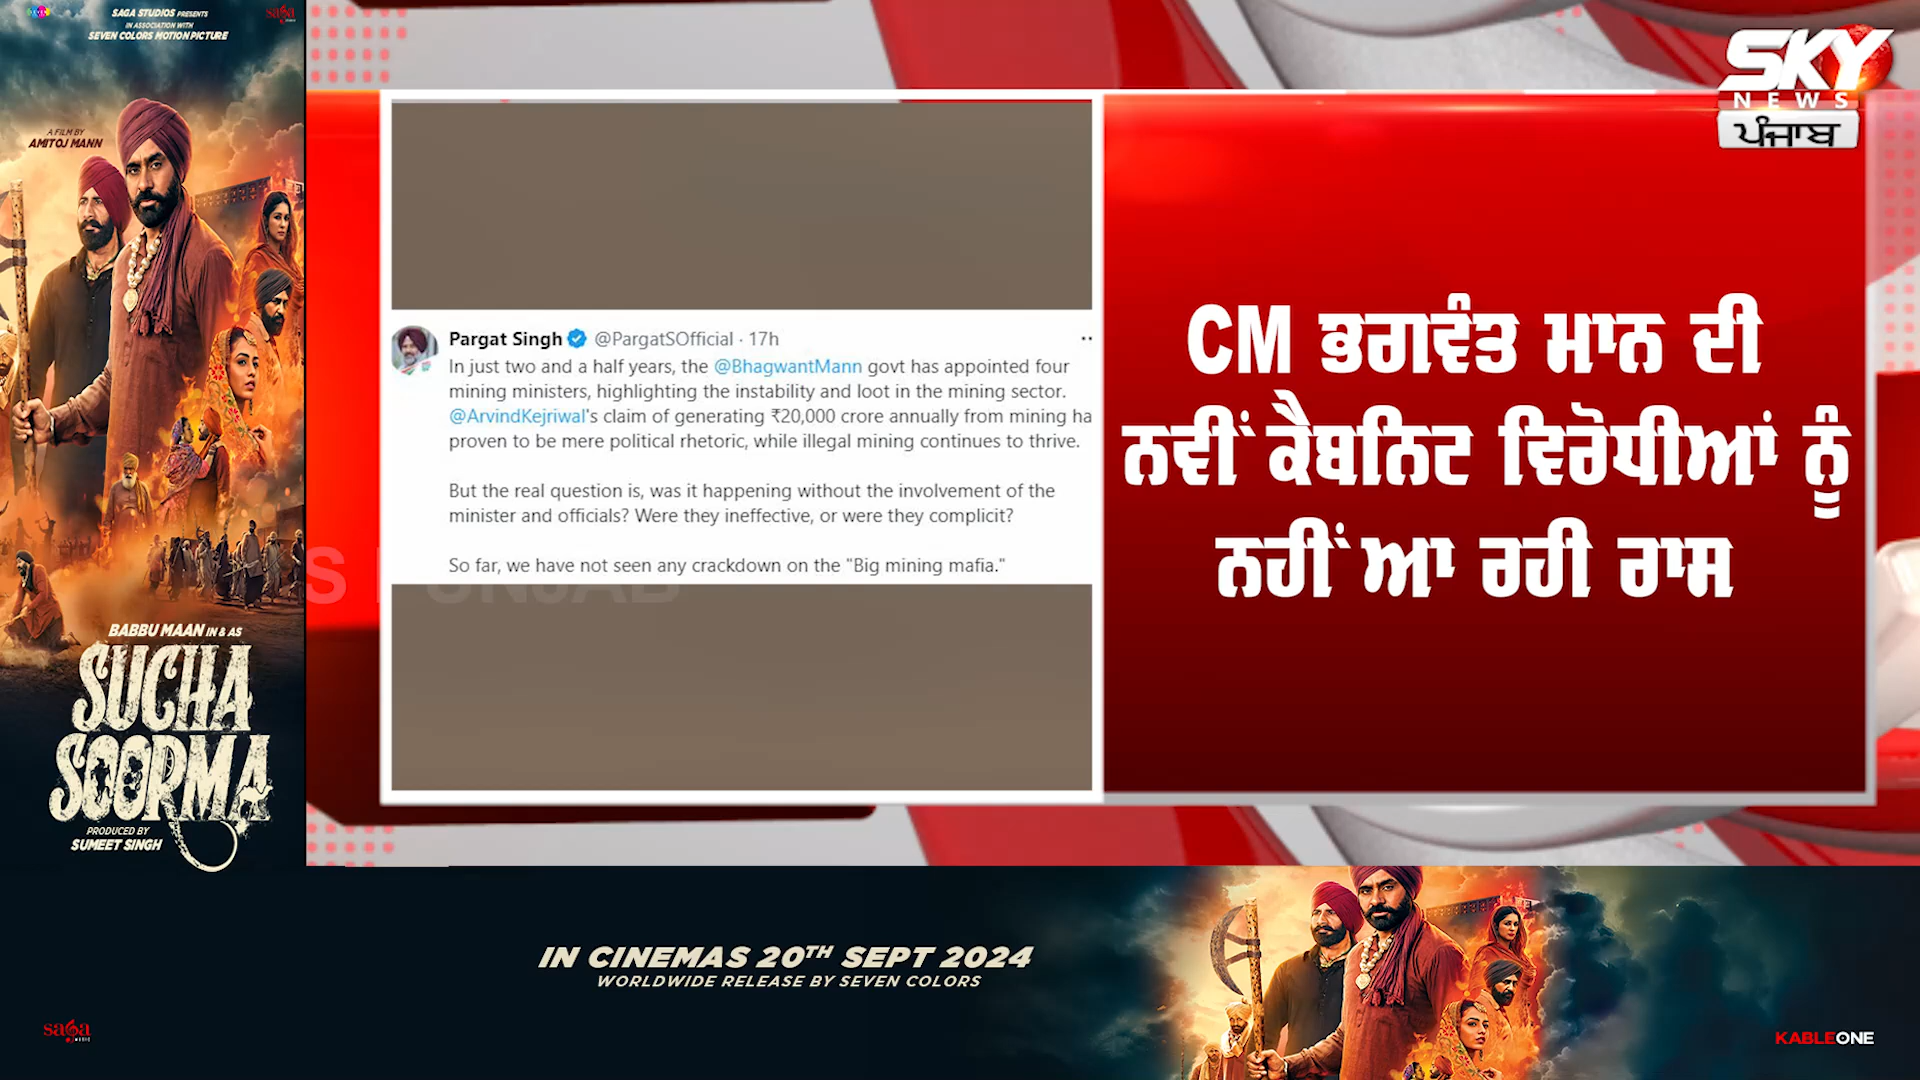 SAGA STUDIOS PRESENTS
IN ASSOCIATION WITH
SEVEN COLORS MOTION PICTURE
saga
A FILM BY
AMITOJ MANN
BABBU MAAN IN & AS
SUCHA
SOORMA
PRODUCED BY
SUMEET SINGH
Pargat Singh @PargatSOfficial · 17h
In just two and a half years, the @BhagwantMann govt has appointed four
mining ministers, highlighting the instability and loot in the mining sector.
@ArvindKejriwal's claim of generating ₹20,000 crore annually from mining ha
proven to be mere political rhetoric, while illegal mining continues to thrive.
But the real question is, was it happening without the involvement of the
minister and officials? Were they ineffective, or were they complicit?
So far, we have not seen any crackdown on the "Big mining mafia."
S PUNJAB
SKY
NEWS
ਪੰਜਾਬ
CM ਭਗਵੰਤ ਮਾਨ ਦੀ
ਨਵੀਂ ਕੈਬਨਿਟ ਵਿਰੋਧੀਆਂ ਨੂੰ
ਨਹੀਂ ਆ ਰਹੀ ਰਾਸ
IN CINEMAS 20TH SEPT 2024
WORLDWIDE RELEASE BY SEVEN COLORS
saga
MUSIC
KABLEONE